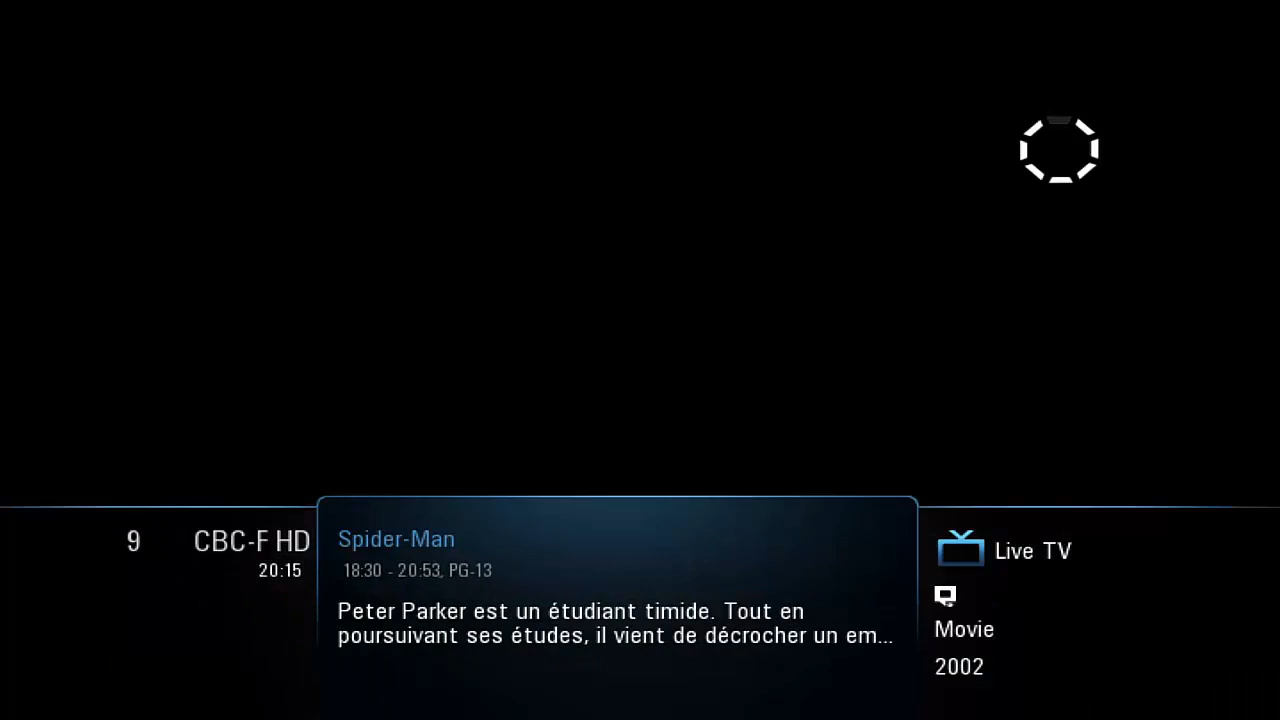 9 CBC-F HD
20:15
Spider-Man
18:30 - 20:53, PG-13
Peter Parker est un étudiant timide. Tout en
poursuivant ses études, il vient de décrocher un em...
Live TV
Movie
2002